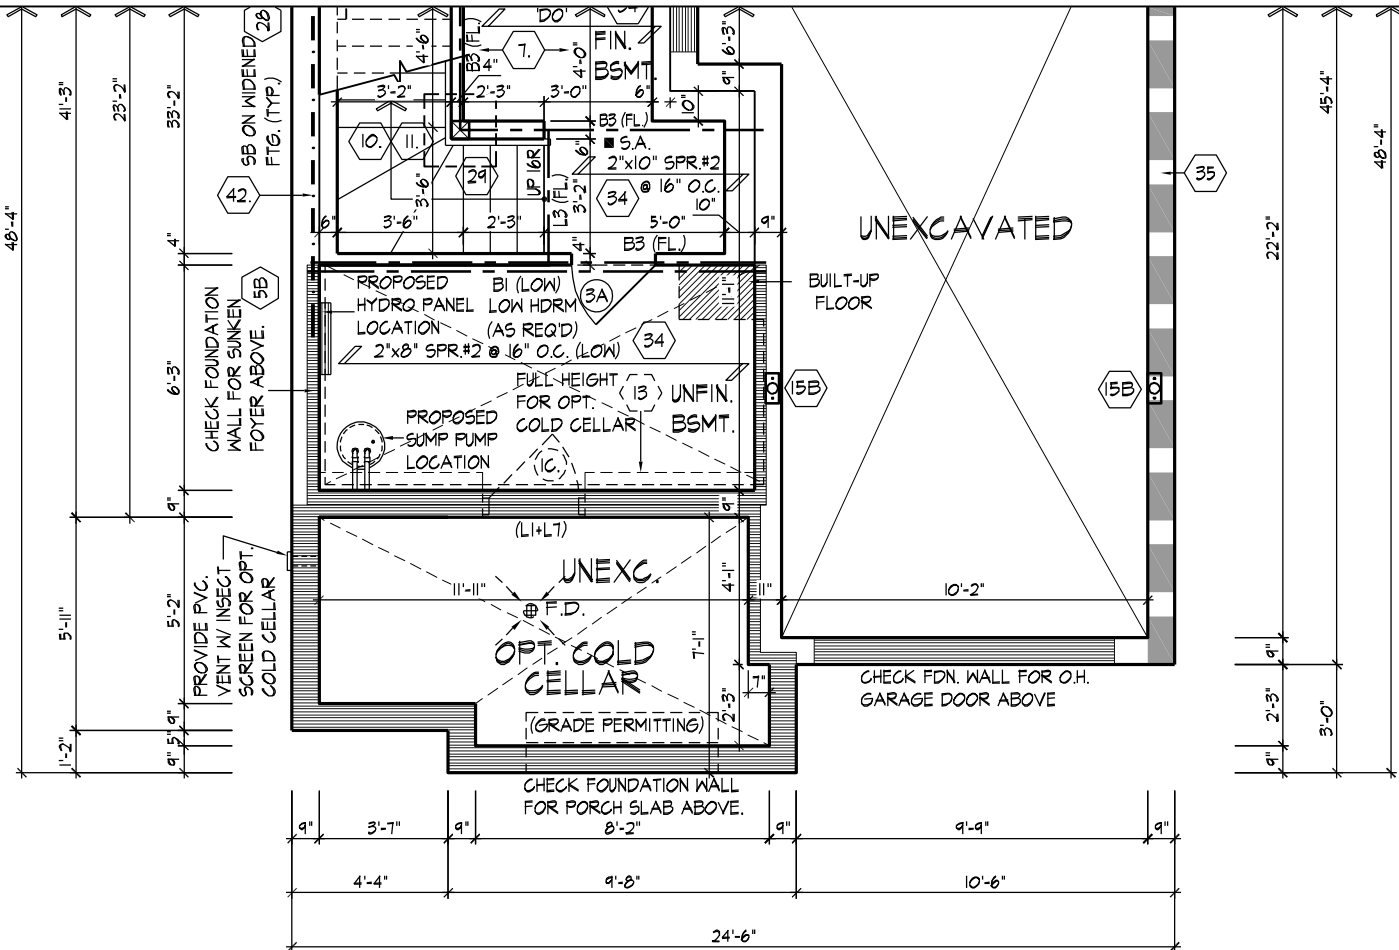 'DO'
FIN.
BSMT.
28
SB ON WIDENED
FTG. (TYP.)
B3 (FL.)
4'-6"
7.
4"
4'-0"
6'-3"
9"
41'-3"
23'-2"
33'-2"
3'-2"
2'-3"
3'-0"
6"
10"
45'-4"
48'-4"
10.
11.
B3 (FL.)
S.A.
6"
2"x10" SPR.#2
@ 16" O.C.
29
UP 16R
L3 (FL.)
3'-2"
34
10"
35
42.
3'-6"
48'-4"
6"
3'-6"
2'-3"
5'-0"
9"
UNEXCAVATED
22'-2"
4"
4"
B3 (FL.)
5B
CHECK FOUNDATION
WALL FOR SUNKEN
FOYER ABOVE.
PROPOSED
HYDRO PANEL
LOCATION
B1 (LOW)
LOW HDRM
(AS REQ'D)
3A
1'-1"
BUILT-UP
FLOOR
34
2"x8" SPR.#2 @ 16" O.C. (LOW)
6'-3"
FULL HEIGHT
FOR OPT.
COLD CELLAR
13
UNFIN.
BSMT.
15B
15B
PROPOSED
SUMP PUMP
LOCATION
1C.
9"
9"
(L1+L7)
PROVIDE PVC.
VENT W/ INSECT
SCREEN FOR OPT.
COLD CELLAR
5'-11"
5'-2"
UNEXC.
4'-1"
11'-11"
11"
10'-2"
F.D.
7'-1"
OPT. COLD
CELLAR
7"
2'-3"
(GRADE PERMITTING)
9"
CHECK FDN. WALL FOR O.H.
GARAGE DOOR ABOVE
2'-3"
3'-0"
9"
5"
9"
1'-2"
9"
CHECK FOUNDATION WALL
FOR PORCH SLAB ABOVE.
9"
3'-7"
9"
8'-2"
9"
9'-9"
9"
4'-4"
9'-8"
10'-6"
24'-6"